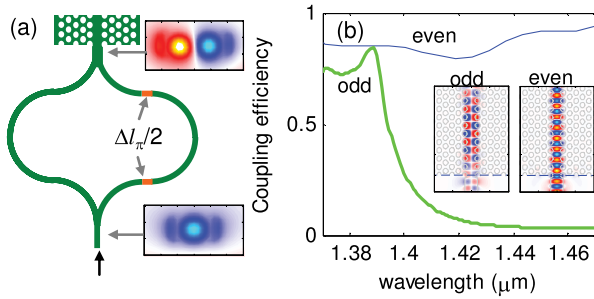 (a)
Δlπ/2
Coupling efficiency
1
0.5
0
(b)
even
odd
odd
even
1.38
1.4
1.42
1.44
1.46
wavelength (μm)